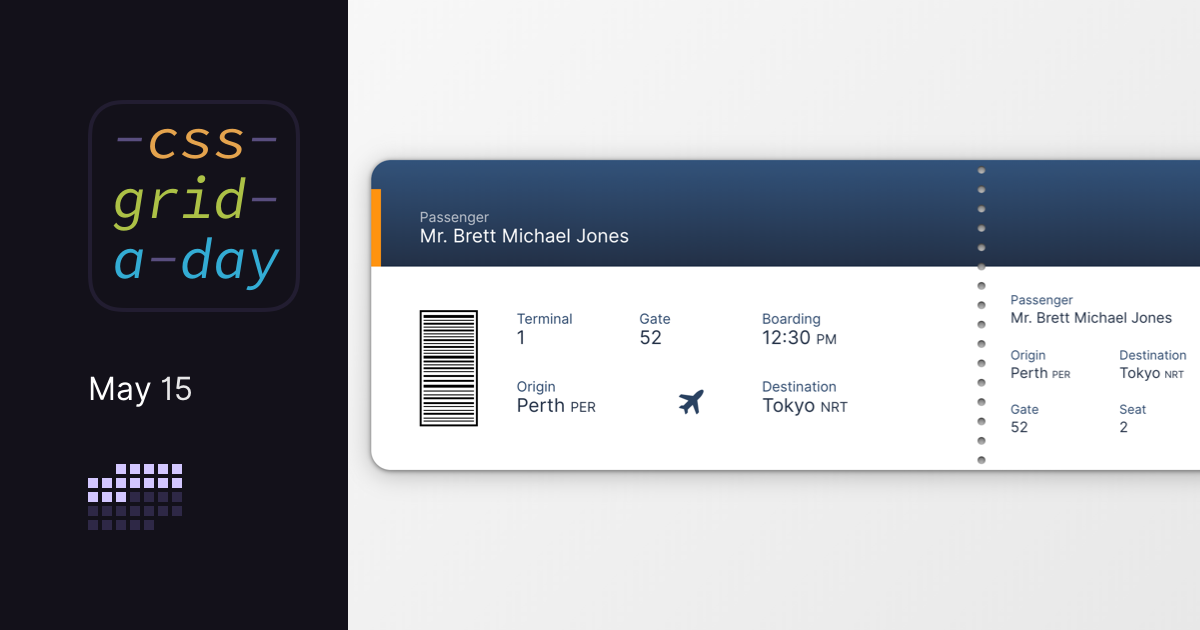 -css-
grid-
a-day
May 15
Passenger
Mr. Brett Michael Jones
Terminal
1
Gate
52
Boarding
12:30 PM
Origin
Perth PER
Destination
Tokyo NRT
Passenger
Mr. Brett Michael Jones
Origin
Perth PER
Destination
Tokyo NRT
Gate
52
Seat
2